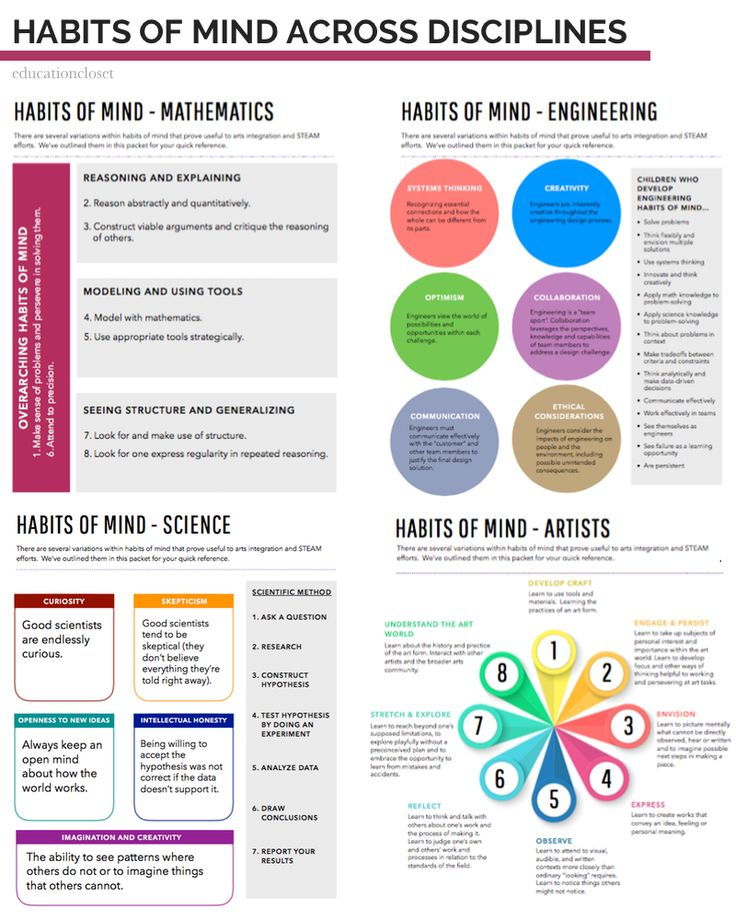 HABITS OF MIND ACROSS DISCIPLINES
educationcloset
HABITS OF MIND - MATHEMATICS
There are several variations within habits of mind that prove useful to arts integration and STEAM
efforts. We've outlined them in this packet for your quick reference.
OVERARCHING HABITS OF MIND
1. Make sense of problems and persevere in solving them.
6. Attend to precision.
REASONING AND EXPLAINING
2. Reason abstractly and quantitatively.
3. Construct viable arguments and critique the reasoning
of others.
MODELING AND USING TOOLS
4. Model with mathematics.
5. Use appropriate tools strategically.
SEEING STRUCTURE AND GENERALIZING
7. Look for and make use of structure.
8. Look for one express regularity in repeated reasoning.
HABITS OF MIND - ENGINEERING
There are several variations within habits of mind that prove useful to arts integration and STEAM
efforts. We've outlined them in this packet for your quick reference.
SYSTEMS THINKING
Recognizing essential
connections and how the
whole can be different from
its parts.
CREATIVITY
Engineers are inherently
creative throughout the
engineering design process.
OPTIMISM
Engineers view the world of
possibilities and
opportunities within each
challenge.
COLLABORATION
Engineering is a "team
sport". Collaboration
leverages the perspectives,
knowledge and capabilities
of team members to
address a design challenge.
COMMUNICATION
Engineers must
communicate effectively
with the "customer" and
other team members to
justify the final design
solution.
ETHICAL
CONSIDERATIONS
Engineers consider the
impacts of engineering on
people and the
environment, including
possible unintended
consequences.
CHILDREN WHO
DEVELOP
ENGINEERING
HABITS OF MIND...
• Solve problems
• Think flexibly and
envision multiple
solutions
• Use systems thinking
• Innovate and think
creatively
• Apply math knowledge to
problem-solving
• Apply science knowledge
to problem-solving
• Think about problems in
context
• Make tradeoffs between
criteria and constraints
• Think analytically and
make data-driven
decisions
• Communicate effectively
• Work effectively in teams
• See themselves as
engineers
• See failure as a learning
opportunity
• Are persistent
HABITS OF MIND - SCIENCE
There are several variations within habits of mind that prove useful to arts integration and STEAM
efforts. We've outlined them in this packet for your quick reference.
CURIOSITY
Good scientists
are endlessly
curious.
SKEPTICISM
Good scientists
tend to be
skeptical (they
don't believe
everything they're
told right away).
OPENNESS TO NEW IDEAS
Always keep an
open mind
about how the
world works.
INTELLECTUAL HONESTY
Being willing to
accept the
hypothesis was not
correct if the data
doesn't support it.
IMAGINATION AND CREATIVITY
The ability to see patterns where
others do not or to imagine things
that others cannot.
SCIENTIFIC METHOD
1. ASK A QUESTION
2. RESEARCH
3. CONSTRUCT
HYPOTHESIS
4. TEST HYPOTHESIS
BY DOING AN
EXPERIMENT
5. ANALYZE DATA
6. DRAW
CONCLUSIONS
7. REPORT YOUR
RESULTS
HABITS OF MIND - ARTISTS
There are several variations within habits of mind that prove useful to arts integration and STEAM
efforts. We've outlined them in this packet for your quick reference.
DEVELOP CRAFT
Learn to use tools and
materials. Learning the
practices of an art form.
ENGAGE & PERSIST
Learn to take up subjects of
personal interest and
importance within the art
world. Learn to develop
focus and other ways of
thinking helpful to working
and persevering at art tasks.
ENVISION
Learn to picture mentally
what cannot be directly
observed, hear or written
and to imagine possible
next steps in making a
piece.
EXPRESS
Learn to create works that
convey an idea, feeling or
personal meaning.
OBSERVE
Learn to attend to visual,
audible, and written
contexts more closely than
ordinary "looking" requires.
Learn to notice things others
might not notice.
REFLECT
Learn to think and talk with
others about one's work and
the process of making it.
Learn to judge one's own
and others' work and
processes in relation to the
standards of the field.
STRETCH & EXPLORE
Learn to reach beyond one's
supposed limitations, to
explore playfully without a
preconceived plan and to
embrace the opportunity to
learn from mistakes and
accidents.
UNDERSTAND THE ART
WORLD
Learn about the history and practice
of the art form. Interact with other
artists and the broader arts
community.
1
2
3
4
5
6
7
8